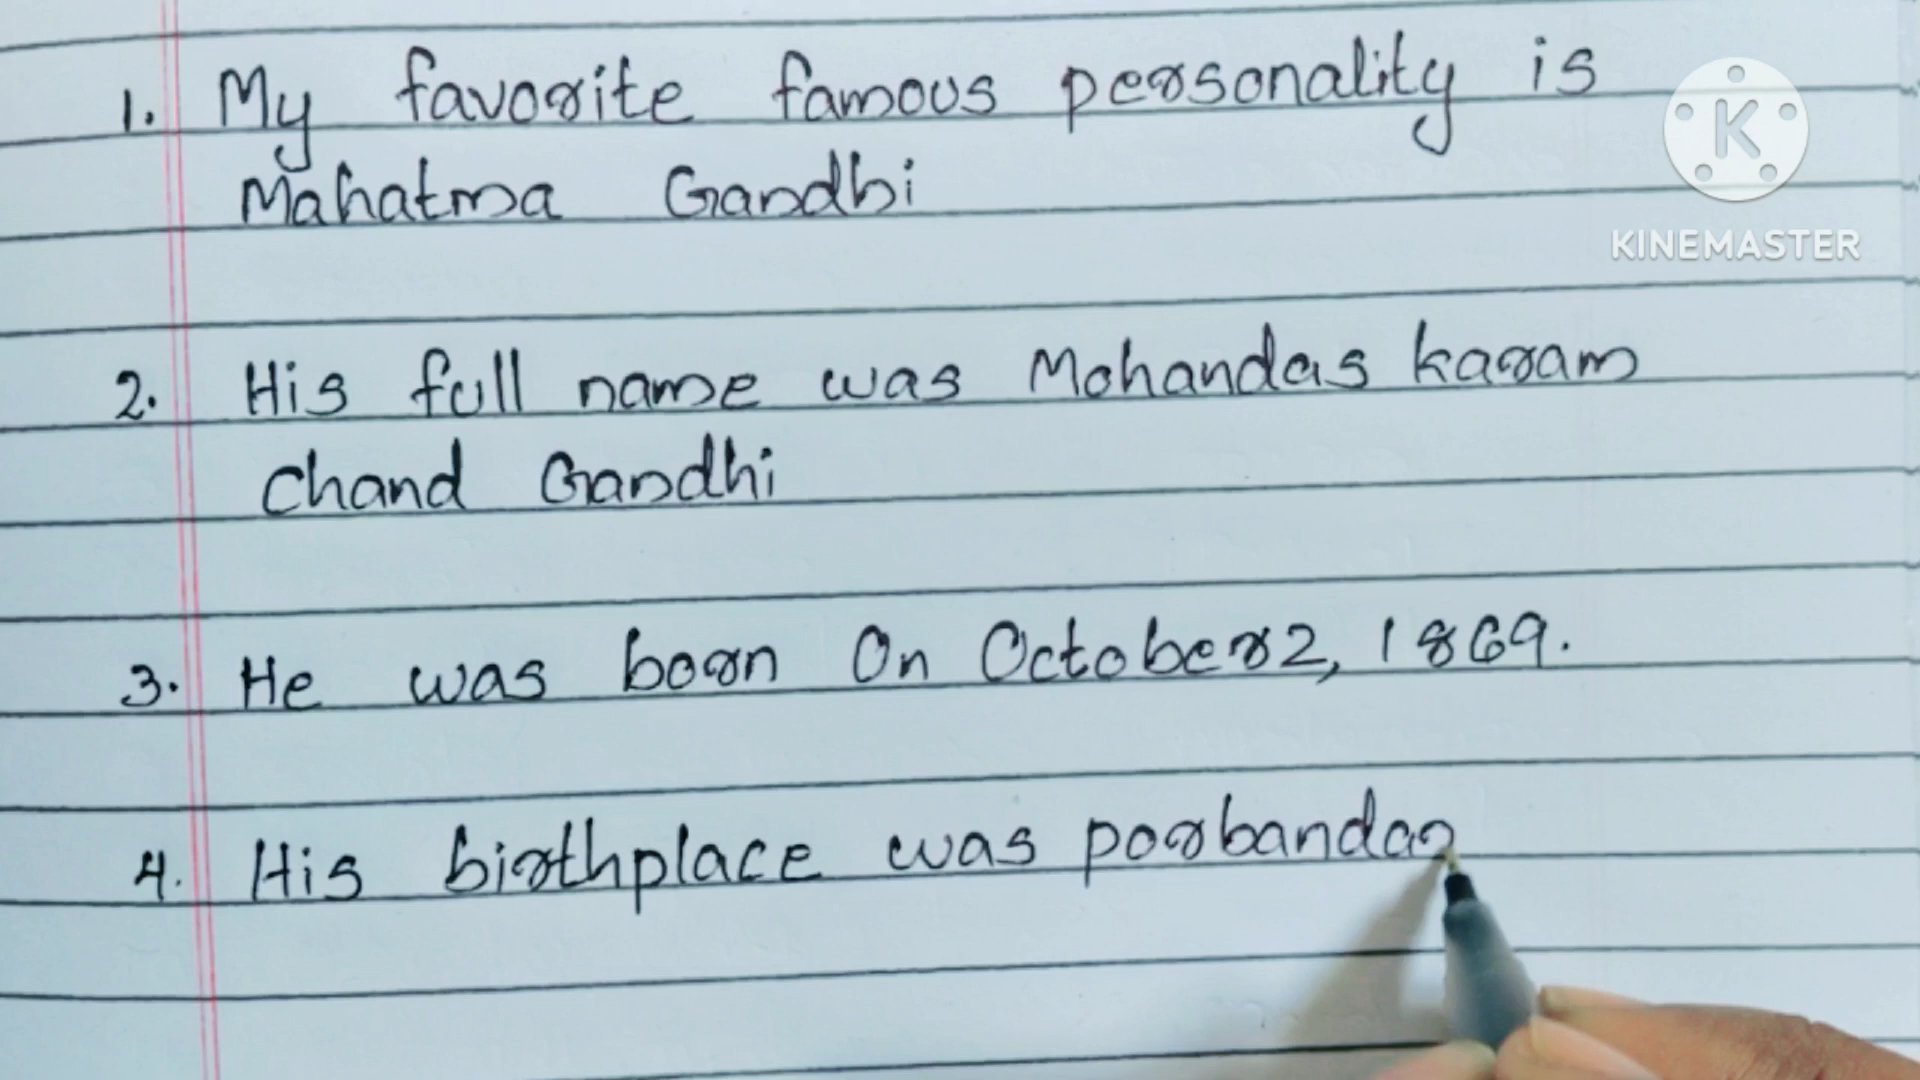 1. My favorite famous personality is
Mahatma Gandhi
K
KINEMASTER
2. His full name was Mohandas karam
chand Gandhi
3. He was born On October 2, 1869.
4. His birthplace was porbandar